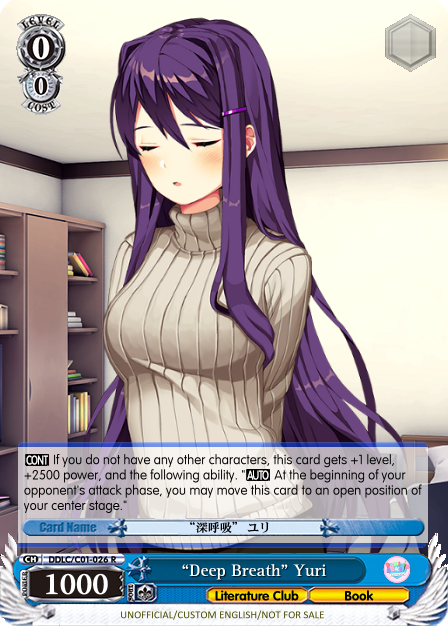 LEVEL
0
0
COST
CONT If you do not have any other characters, this card gets +1 level,
+2500 power, and the following ability. "AUTO At the beginning of your
opponent's attack phase, you may move this card to an open position of
your center stage."
Card Name
“深呼吸” ユリ
CH DDLC/C01-026 R
POWER 1000 SOUL
“Deep Breath” Yuri
Literature Club Book
UNOFFICIAL/CUSTOM ENGLISH/NOT FOR SALE